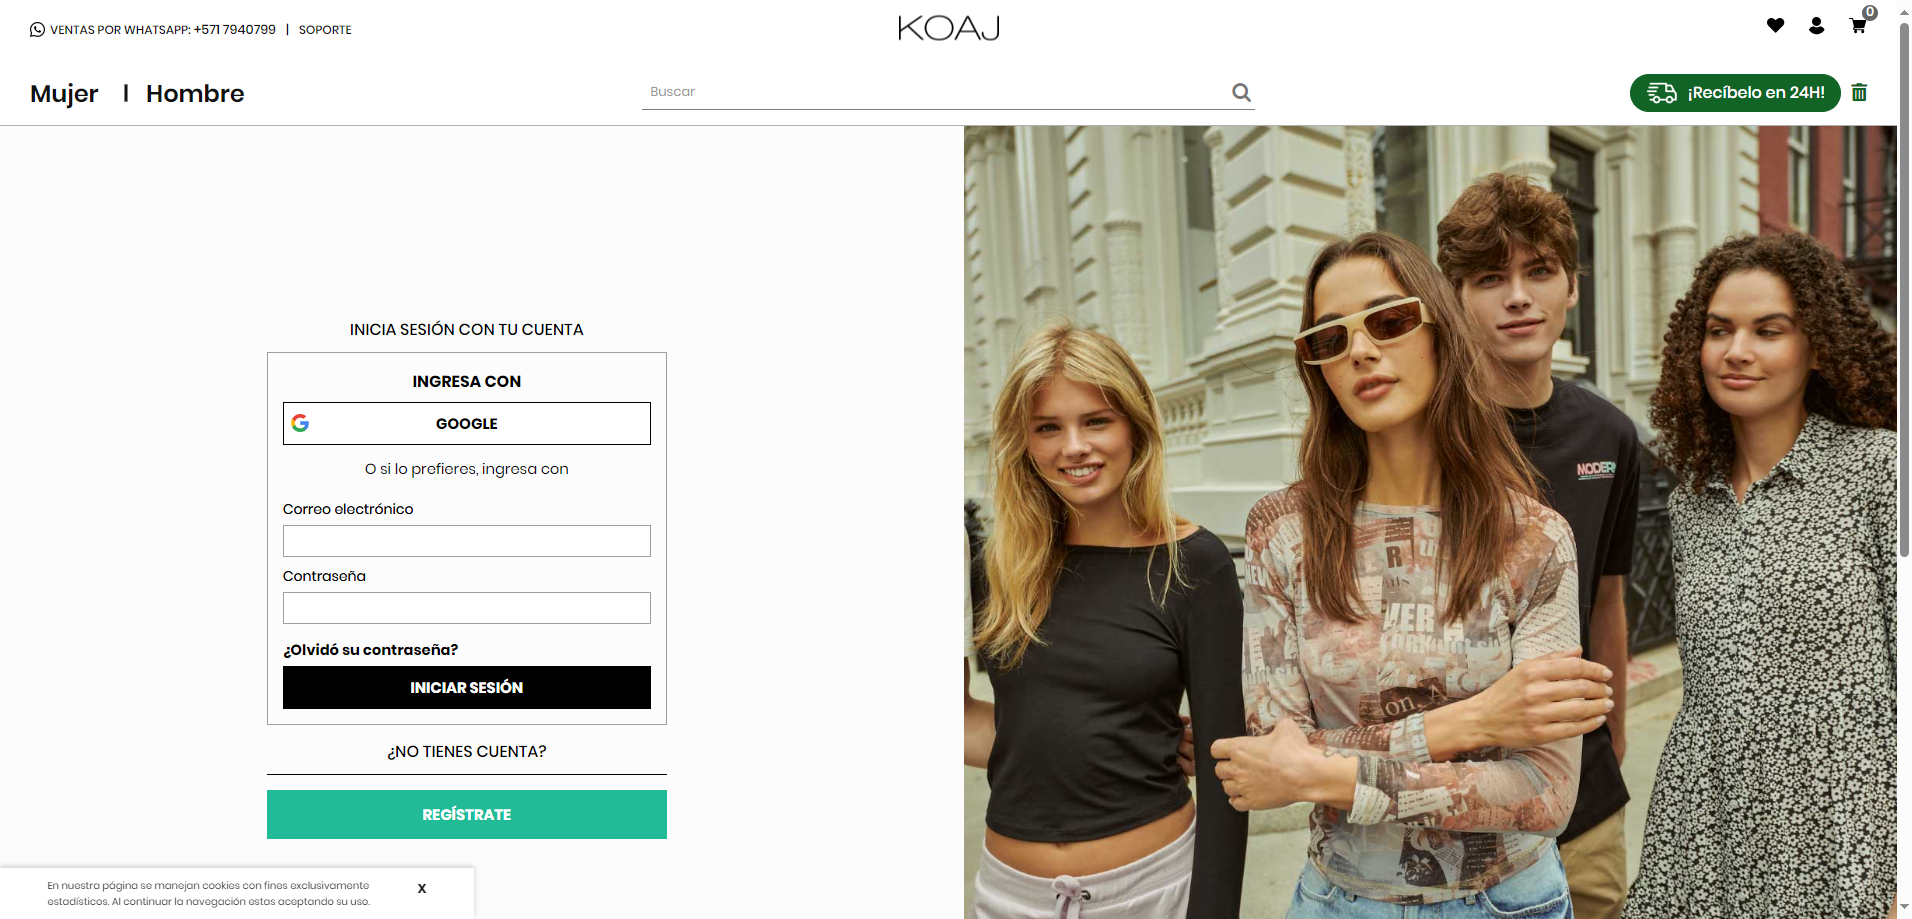 VENTAS POR WHATSAPP: +571 7940799 | SOPORTE
KOAJ
0
Mujer | Hombre
Buscar
¡Recíbelo en 24H!
INICIA SESIÓN CON TU CUENTA
INGRESA CON
GOOGLE
O si lo prefieres, ingresa con
Correo electrónico
Contraseña
¿Olvidó su contraseña?
INICIAR SESIÓN
¿NO TIENES CUENTA?
REGÍSTRATE
En nuestra página se manejan cookies con fines exclusivamente
estadísticos. Al continuar la navegación estas aceptando su uso.
X
MODERN